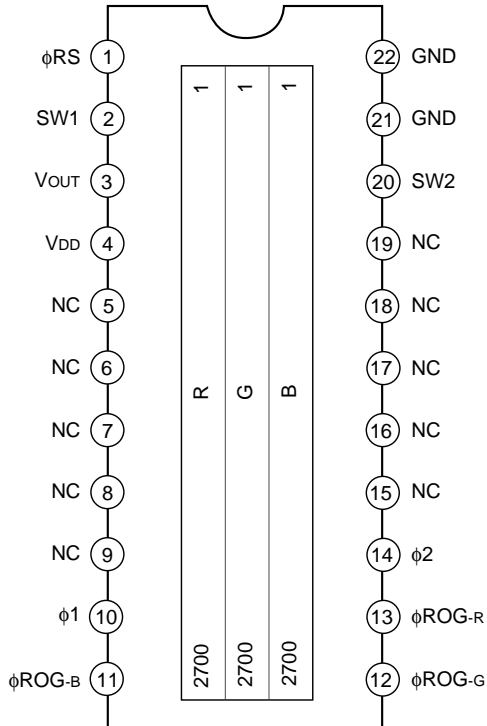 ϕRS 1
SW1 2
VOUT 3
VDD 4
NC 5
NC 6
NC 7
NC 8
NC 9
ϕ1 10
ϕROG-B 11
1 1 1
R G B
2700 2700 2700
22 GND
21 GND
20 SW2
19 NC
18 NC
17 NC
16 NC
15 NC
14 ϕ2
13 ϕROG-R
12 ϕROG-G